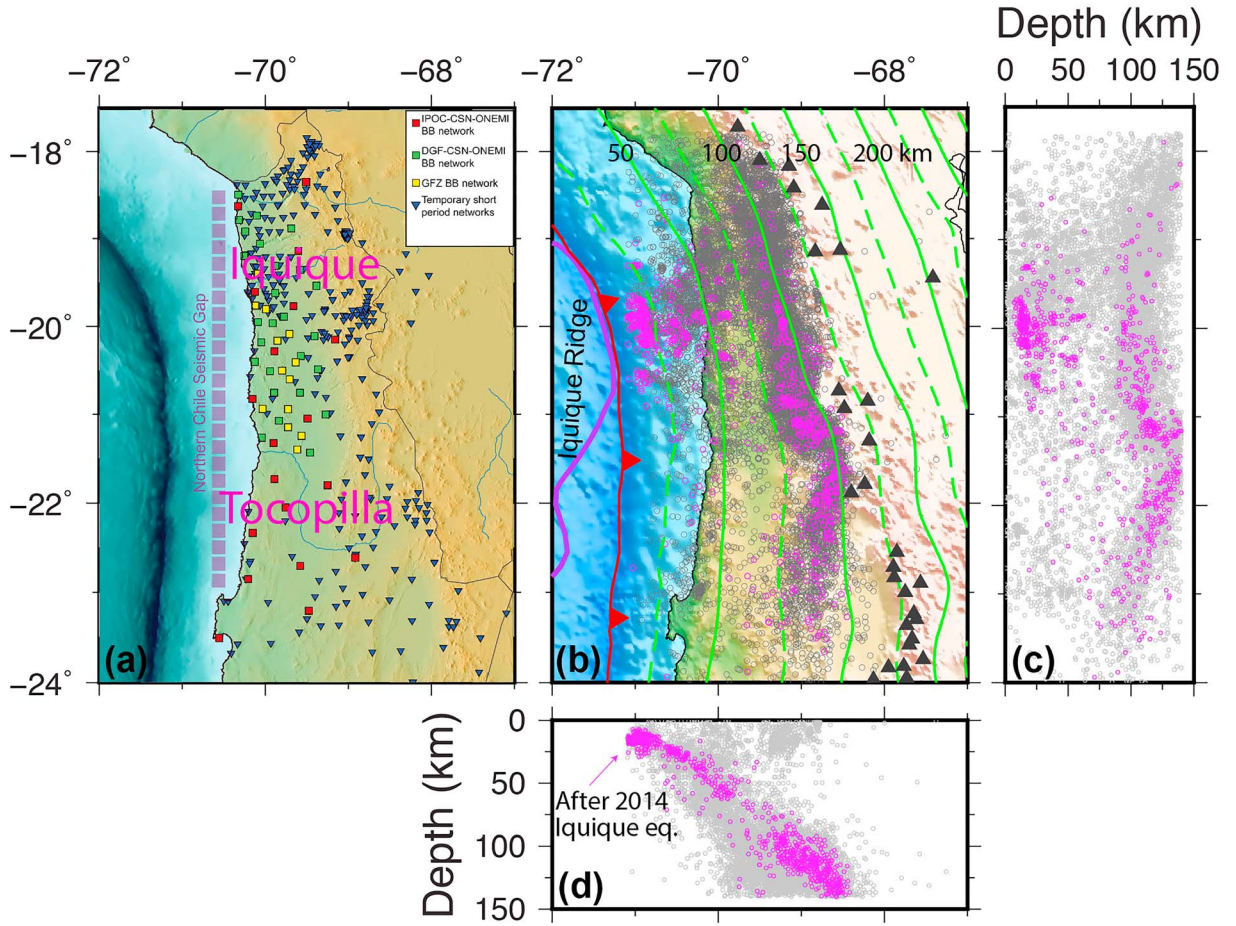 Depth (km)
0 50 100 150
−72° −70° −68°
−72° −70° −68°
−18°
−20°
−22°
−24°
IPOC-CSN-ONEMI
BB network
DGF-CSN-ONEMI
BB network
GFZ BB network
Temporary short
period networks
Northern Chile Seismic Gap
Iquique
Tocopilla
(a)
50 100 150 200 km
Iquique Ridge
(b)
(c)
Depth (km)
0
50
100
150
After 2014
Iquique eq.
(d)